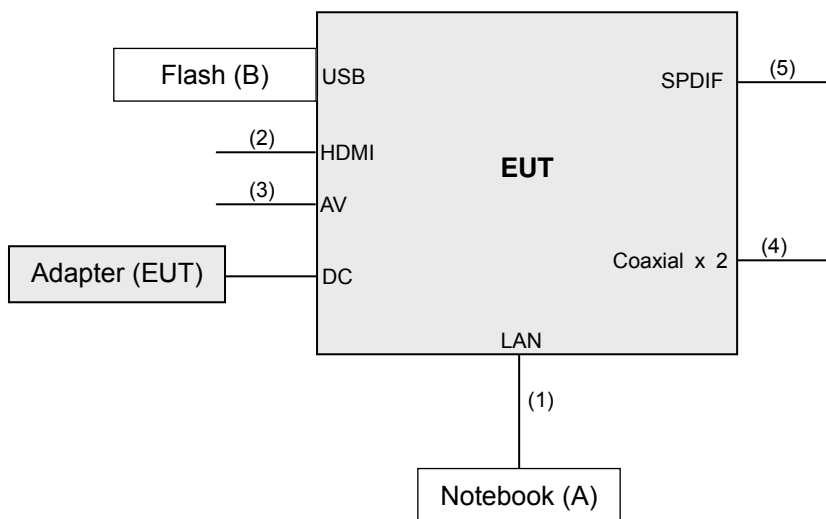 Flash (B)
USB
SPDIF
(5)
(2)
HDMI
EUT
(3)
AV
Coaxial x 2
(4)
Adapter (EUT)
DC
LAN
(1)
Notebook (A)